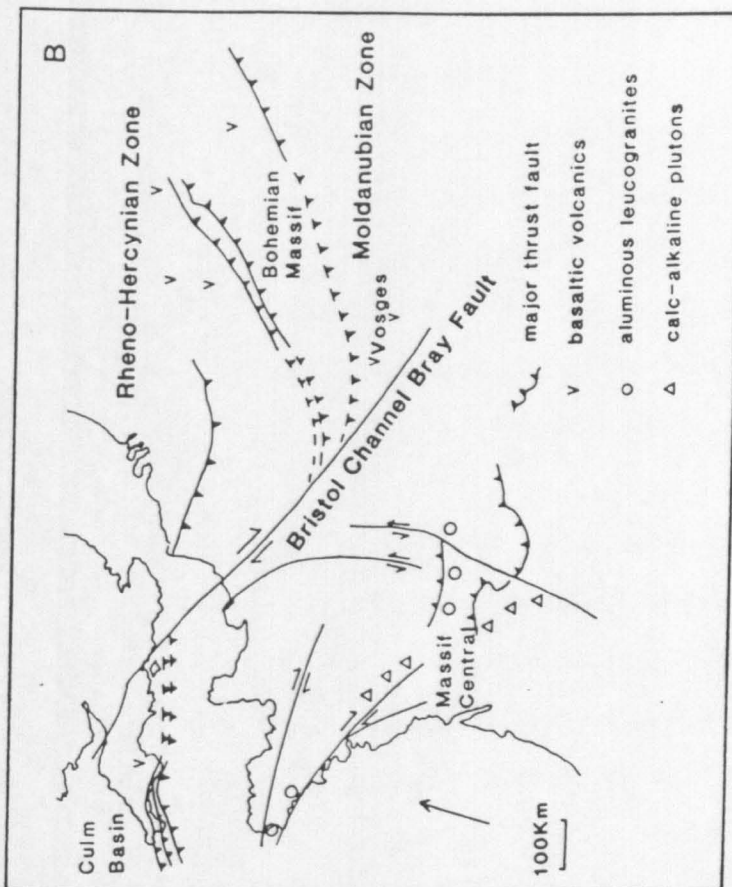 B
Rheno-Hercynian Zone
Bohemian
Massif
Moldanubian Zone
Vosges
Bristol Channel Bray Fault
Culm
Basin
Massif
Central
100Km
major thrust fault
v basaltic volcanics
aluminous leucogranites
calc-alkaline plutons